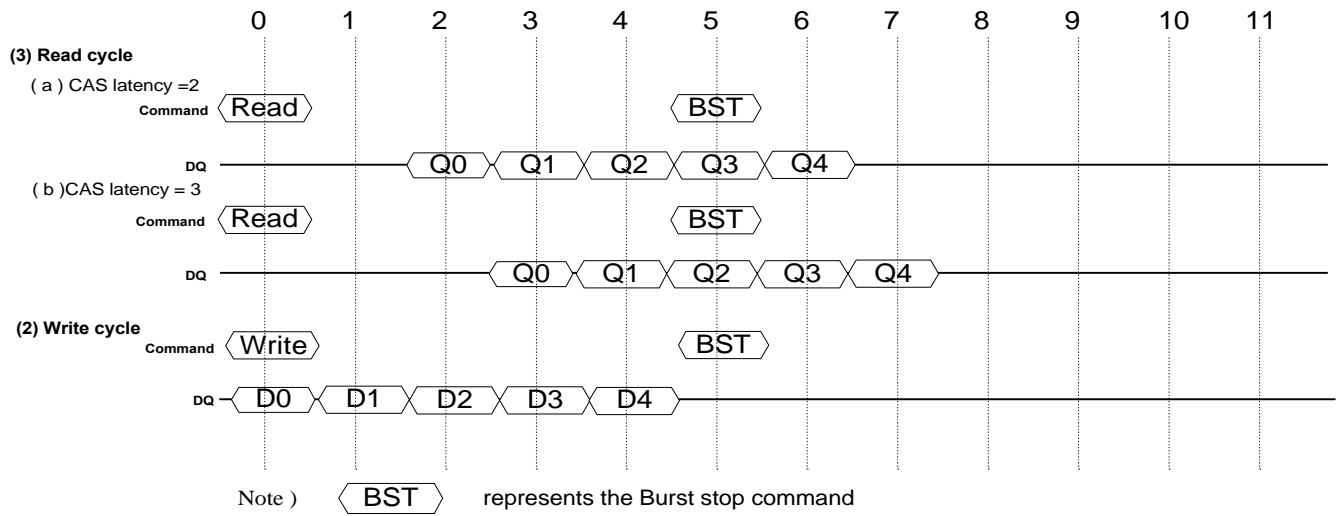 0 1 2 3 4 5 6 7 8 9 10 11
(3) Read cycle
( a ) CAS latency =2
Command Read BST
DQ Q0 Q1 Q2 Q3 Q4
( b )CAS latency = 3
Command Read BST
DQ Q0 Q1 Q2 Q3 Q4
(2) Write cycle
Command Write BST
DQ D0 D1 D2 D3 D4
Note ) BST represents the Burst stop command